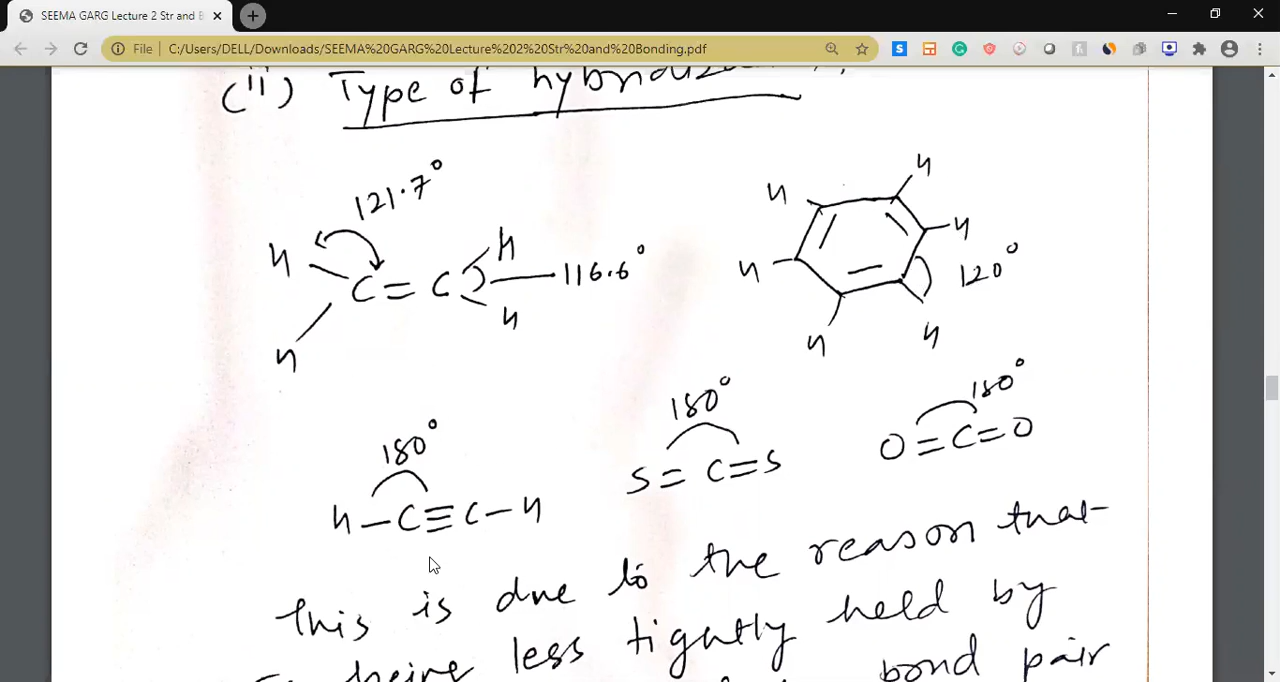 SEEMA GARG Lecture 2 Str and B
File | C:/Users/DELL/Downloads/SEEMA%20GARG%20Lecture%202%20Str%20and%20Bonding.pdf
(ii) Type of
121.7°
H
H
C = C
H
116.6°
H
H
H
H
H
120°
H
H
180°
180°
180°
S = C = S
O = C = O
H - C ≡ C - H
This is due to the reason that-
being less tightly held by
bond pair